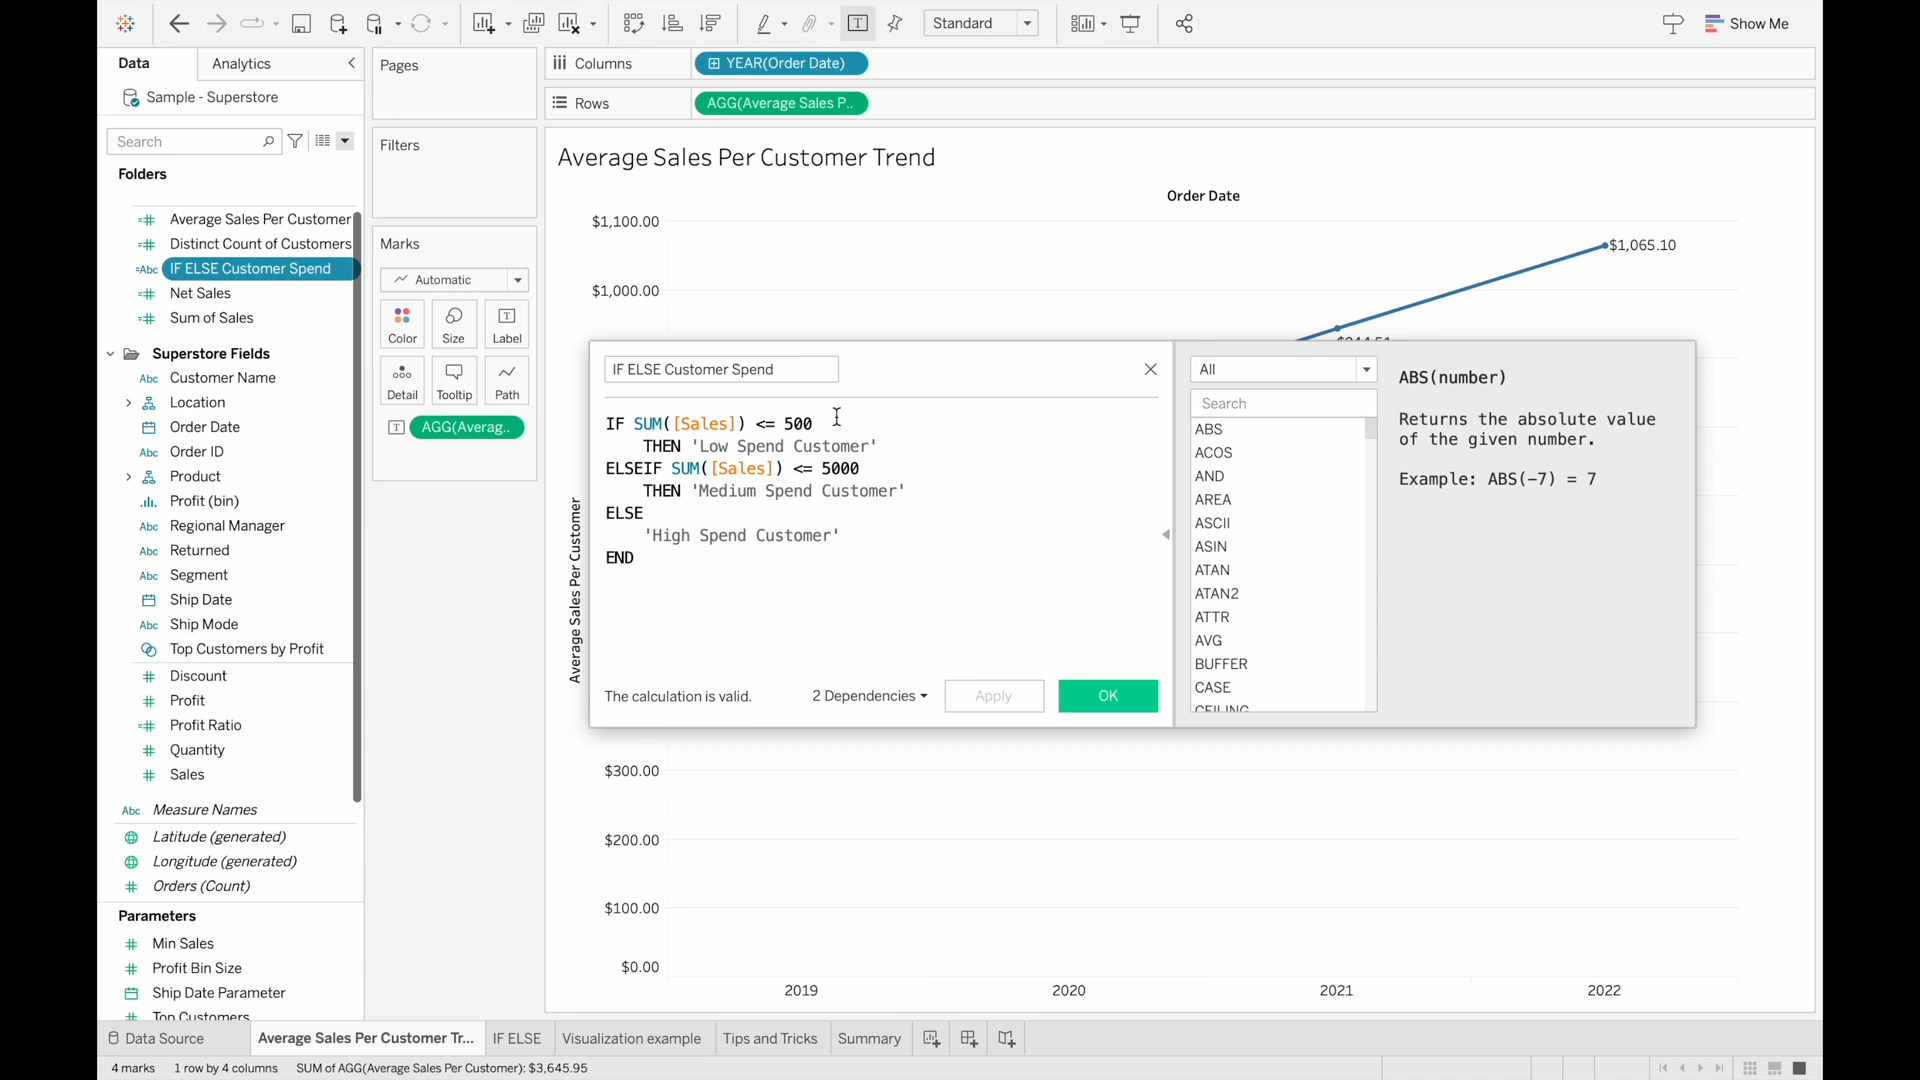 Standard
Show Me
Data
Analytics
Sample - Superstore
Search
Folders
Average Sales Per Customer
Distinct Count of Customers
IF ELSE Customer Spend
Net Sales
Sum of Sales
Superstore Fields
Customer Name
Location
Order Date
Order ID
Product
Profit (bin)
Regional Manager
Returned
Segment
Ship Date
Ship Mode
Top Customers by Profit
Discount
Profit
Profit Ratio
Quantity
Sales
Measure Names
Latitude (generated)
Longitude (generated)
Orders (Count)
Parameters
Min Sales
Profit Bin Size
Ship Date Parameter
Top Customers
Pages
Filters
Marks
Automatic
Color
Size
Label
Detail
Tooltip
Path
AGG(Averag..
Columns
YEAR(Order Date)
Rows
AGG(Average Sales P..
Average Sales Per Customer Trend
Order Date
$1,100.00
$1,065.10
$1,000.00
Average Sales Per Customer
IF ELSE Customer Spend
IF SUM([Sales]) <= 500
THEN 'Low Spend Customer'
ELSEIF SUM([Sales]) <= 5000
THEN 'Medium Spend Customer'
ELSE
'High Spend Customer'
END
The calculation is valid.
2 Dependencies
Apply
OK
All
Search
ABS
ACOS
AND
AREA
ASCII
ASIN
ATAN
ATAN2
ATTR
AVG
BUFFER
CASE
CEILING
ABS(number)
Returns the absolute value
of the given number.
Example: ABS(-7) = 7
$300.00
$200.00
$100.00
$0.00
2019
2020
2021
2022
Data Source
Average Sales Per Customer Tr...
IF ELSE
Visualization example
Tips and Tricks
Summary
4 marks
1 row by 4 columns
SUM of AGG(Average Sales Per Customer): $3,645.95